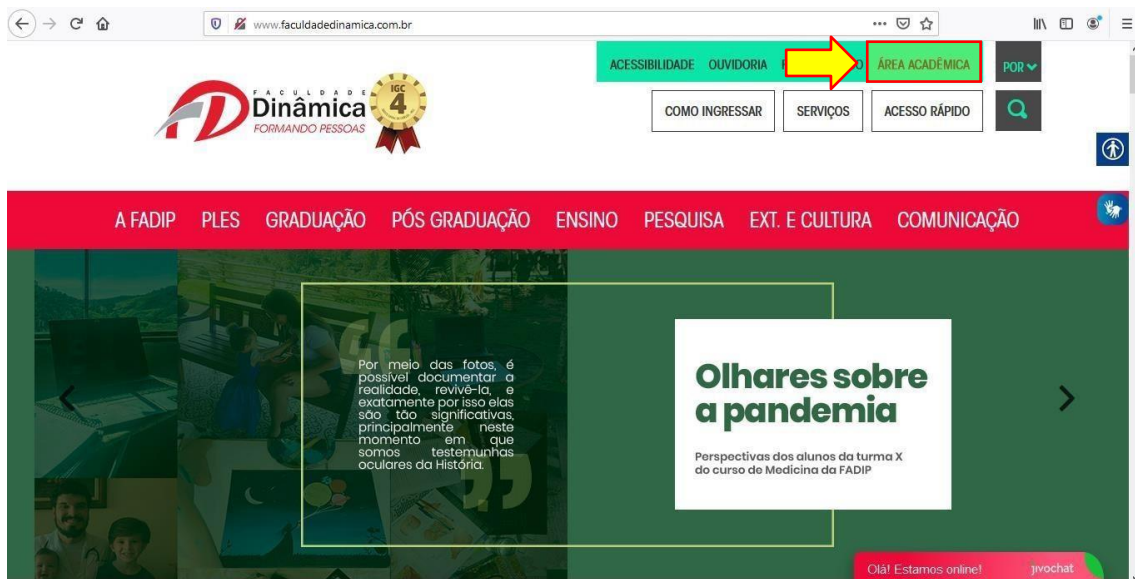 www.faculdadedinamica.com.br
ACESSIBILIDADE OUVIDORIA ÁREA ACADÊMICA POR
FACULDADE
Dinâmica
FORMANDO PESSOAS
IGC
4
COMO INGRESSAR SERVIÇOS ACESSO RÁPIDO
A FADIP PLES GRADUAÇÃO PÓS GRADUAÇÃO ENSINO PESQUISA EXT. E CULTURA COMUNICAÇÃO
Por meio das fotos, é
possível documentar a
realidade, revivê-la, e
exatamente por isso elas
são tão significativas,
principalmente neste
momento em que
somos testemunhas
oculares da História.
Olhares sobre
a pandemia
Perspectivas dos alunos da turma X
do curso de Medicina da FADIP
Olá! Estamos online! jivochat